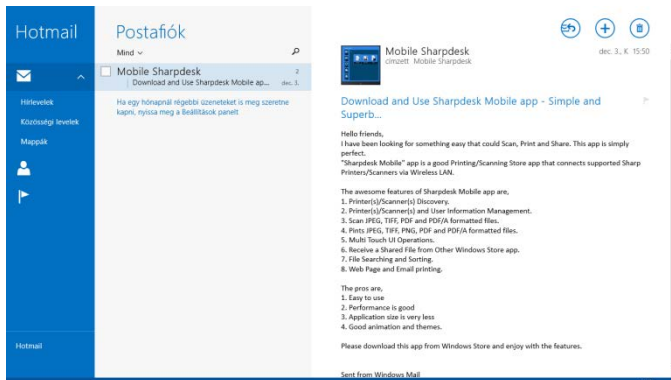 Hotmail
Hírlevelek
Közösségi levelek
Mappák
Hotmail
Postafiók
Mind
Mobile Sharpdesk 2
Download and Use Sharpdesk Mobile ap... dec. 3.
Ha egy hónapnál régebbi üzeneteket is meg szeretne
kapni, nyissa meg a Beállítások panelt
Mobile Sharpdesk dec. 3., K 15:50
címzett Mobile Sharpdesk
Download and Use Sharpdesk Mobile app - Simple and
Superb...
Hello friends,
I have been looking for something easy that could Scan, Print and Share. This app is simply
perfect.
"Sharpdesk Mobile" app is a good Printing/Scanning Store app that connects supported Sharp
Printers/Scanners via Wireless LAN.
The awesome features of Sharpdesk Mobile app are,
1. Printer(s)/Scanner(s) Discovery.
2. Printer(s)/Scanner(s) and User Information Management.
3. Scan JPEG, TIFF, PDF and PDF/A formatted files.
4. Pints JPEG, TIFF, PNG, PDF and PDF/A formatted files.
5. Multi Touch UI Operations.
6. Receive a Shared File from Other Windows Store app.
7. File Searching and Sorting.
8. Web Page and Email printing.
The pros are,
1. Easy to use
2. Performance is good
3. Application size is very less
4. Good animation and themes.
Please download this app from Windows Store and enjoy with the features.
Sent from Windows Mail